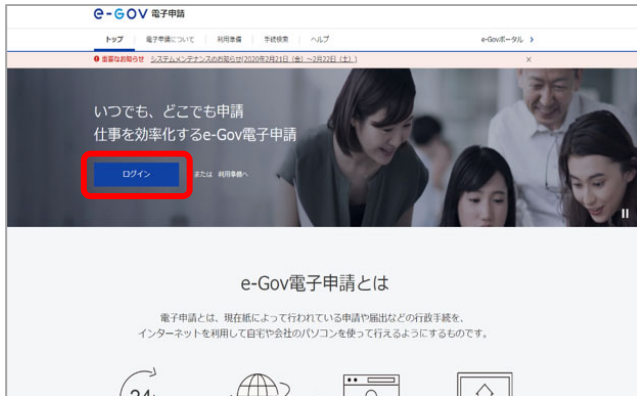 e-GOV 電子申請
トップ 電子申請について 利用準備 手続検索 ヘルプ e-Govポータル
重要なお知らせ システムメンテナンスのお知らせ(2020年2月21日（金）～2月22日（土）)
いつでも、どこでも申請
仕事を効率化するe-Gov電子申請
ログイン または 利用準備へ
e-Gov電子申請とは
電子申請とは、現在紙によって行われている申請や届出などの行政手続を、
インターネットを利用して自宅や会社のパソコンを使って行えるようにするものです。
24